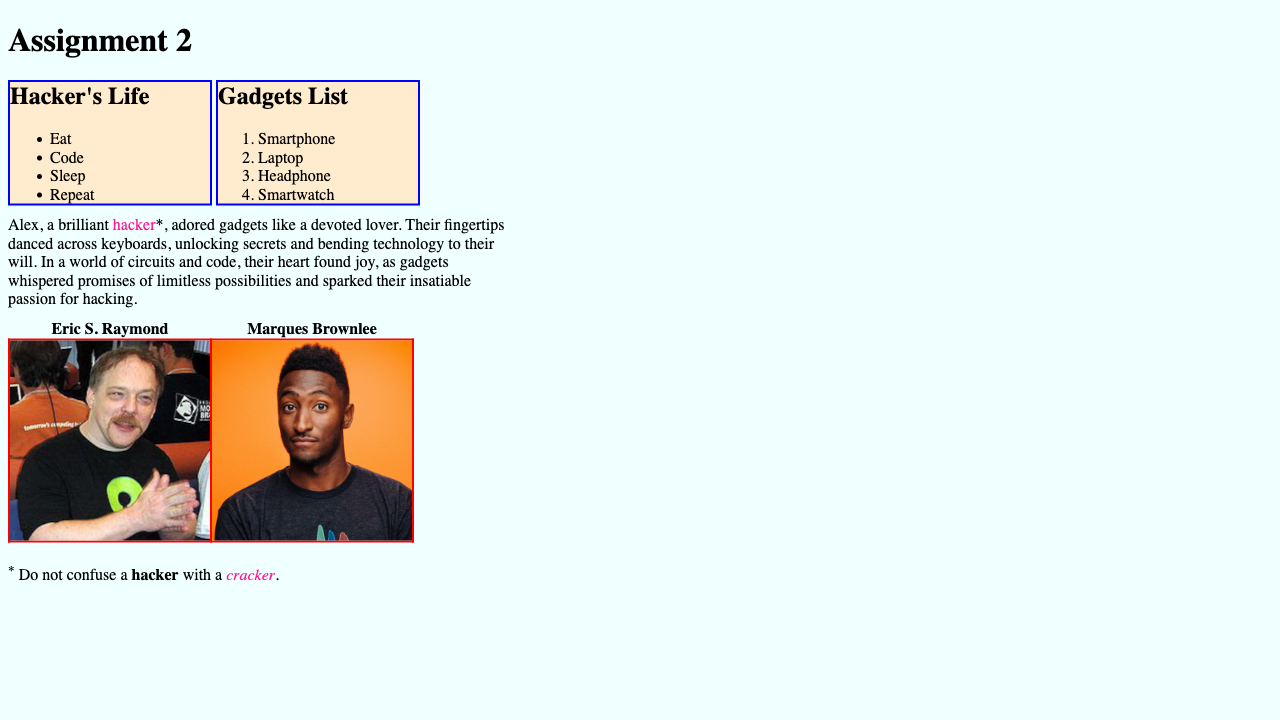 Assignment 2
Hacker's Life
• Eat
• Code
• Sleep
• Repeat
Gadgets List
1. Smartphone
2. Laptop
3. Headphone
4. Smartwatch
Alex, a brilliant hacker*, adored gadgets like a devoted lover. Their fingertips
danced across keyboards, unlocking secrets and bending technology to their
will. In a world of circuits and code, their heart found joy, as gadgets
whispered promises of limitless possibilities and sparked their insatiable
passion for hacking.
Eric S. Raymond
Marques Brownlee
* Do not confuse a hacker with a cracker.